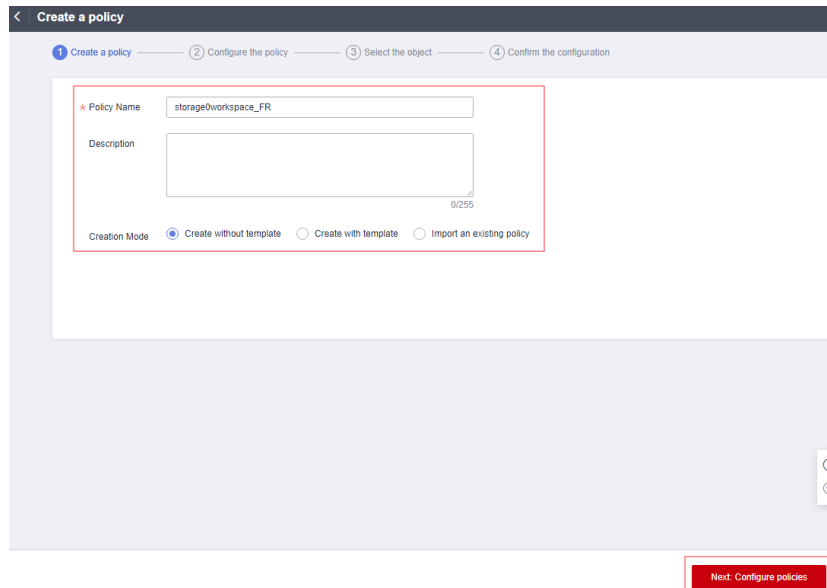 Create a policy
1 Create a policy 2 Configure the policy 3 Select the object 4 Confirm the configuration
* Policy Name storage0workspace_FR
Description
0/255
Creation Mode Create without template Create with template Import an existing policy
Next: Configure policies